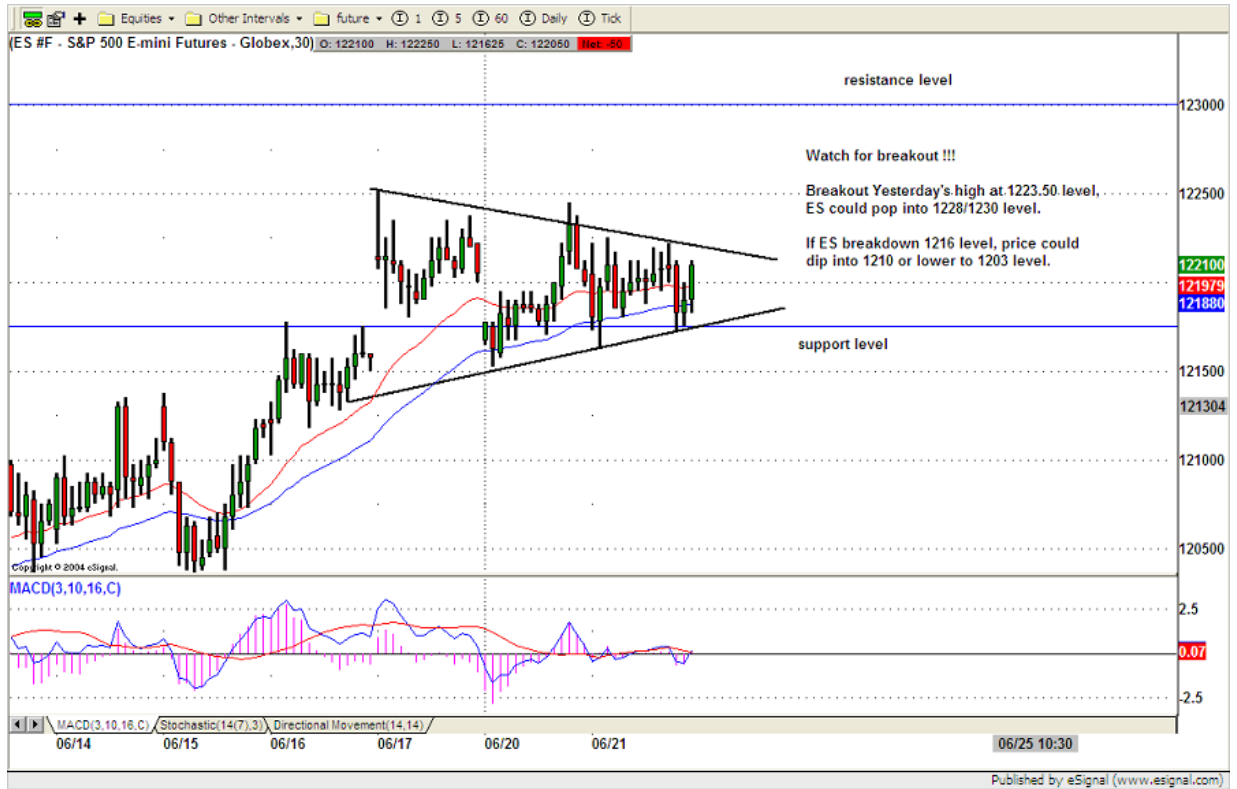 Equities Other Intervals future 1 5 60 Daily Tick
(ES #F - S&P 500 E-mini Futures - Globex,30) O: 122100 H: 122250 L: 121625 C: 122050 Net: -50
resistance level
123000
Watch for breakout !!!
Breakout Yesterday's high at 1223.50 level,
ES could pop into 1228/1230 level.
122500
If ES breakdown 1216 level, price could
dip into 1210 or lower to 1203 level.
122100
121979
121880
support level
121500
121304
121000
120500
Copyright © 2004 eSignal.
MACD(3,10,16,C)
2.5
0.07
-2.5
MACD(3,10,16,C) Stochastic(14(7),3) Directional Movement(14,14)
06/14 06/15 06/16 06/17 06/20 06/21 06/25 10:30
Published by eSignal (www.esignal.com)